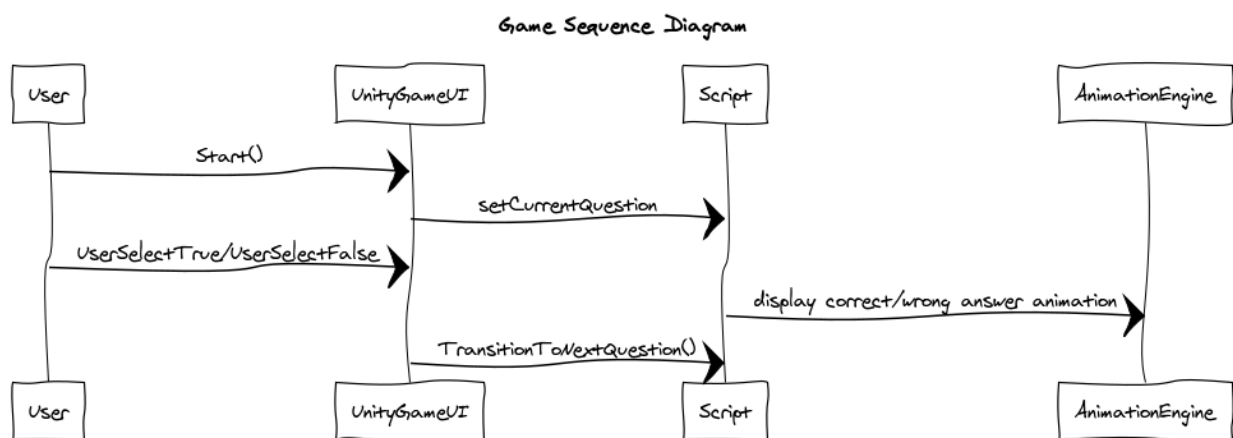 Game Sequence Diagram
User
UnityGameUI
Script
AnimationEngine
Start()
setCurrentQuestion
UserSelectTrue/UserSelectFalse
display correct/wrong answer animation
TransitionToNextQuestion()
User
UnityGameUI
Script
AnimationEngine